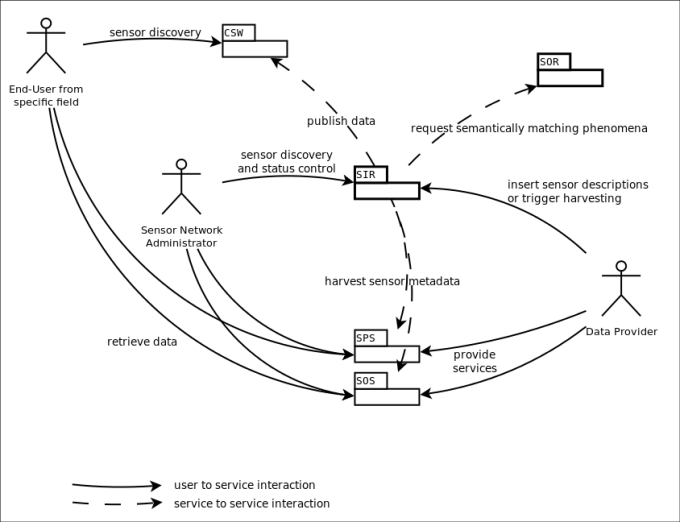 sensor discovery
CSW
SOR
End-User from
specific field
publish data
request semantically matching phenomena
sensor discovery
and status control
SIR
insert sensor descriptions
or trigger harvesting
Sensor Network
Administrator
harvest sensor metadata
SPS
Data Provider
retrieve data
provide
services
SOS
user to service interaction
service to service interaction